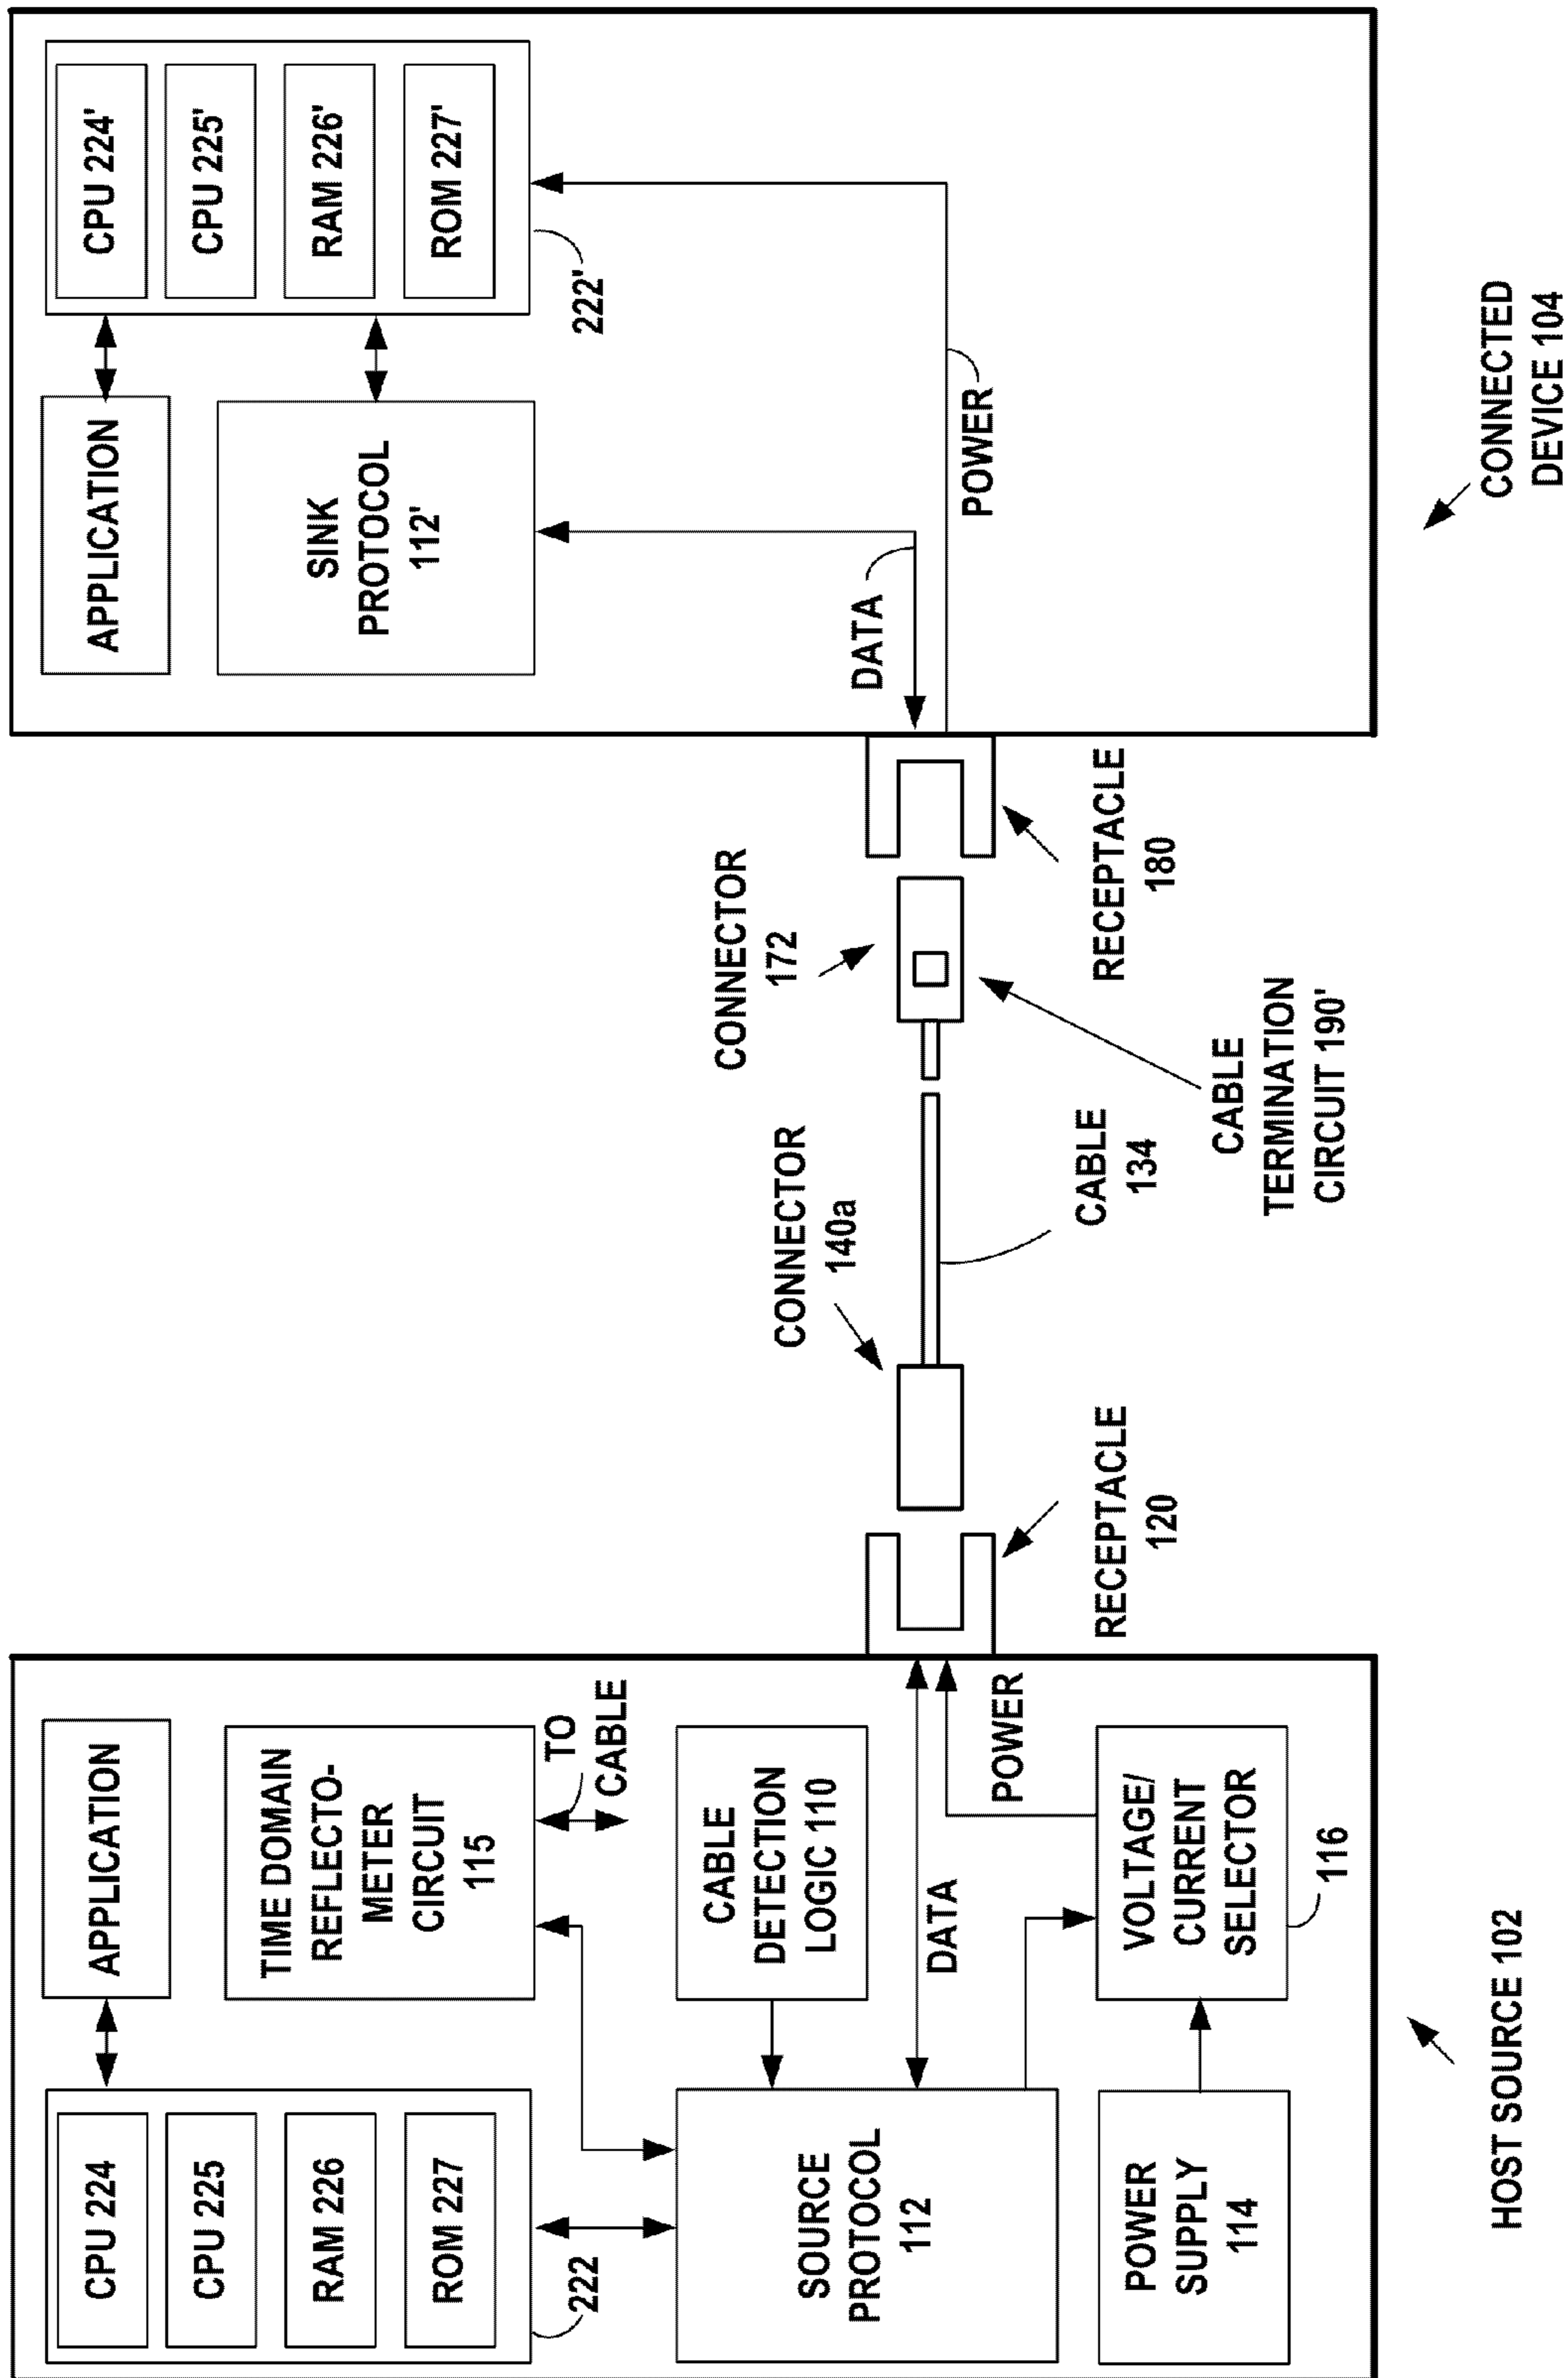 CPU 224
CPU 225
RAM 226
ROM 227
222
APPLICATION
TIME DOMAIN
REFLECTO-
METER
CIRCUIT
115
TO
CABLE
SOURCE
PROTOCOL
112
CABLE
DETECTION
LOGIC 110
DATA
POWER
POWER
SUPPLY
114
VOLTAGE/
CURRENT
SELECTOR
116
HOST SOURCE 102
RECEPTACLE
120
CONNECTOR
140a
CABLE
134
CONNECTOR
172
CABLE
TERMINATION
CIRCUIT 190'
RECEPTACLE
180
APPLICATION
SINK
PROTOCOL
112'
CPU 224'
CPU 225'
RAM 226'
ROM 227'
222'
DATA
POWER
CONNECTED
DEVICE 104